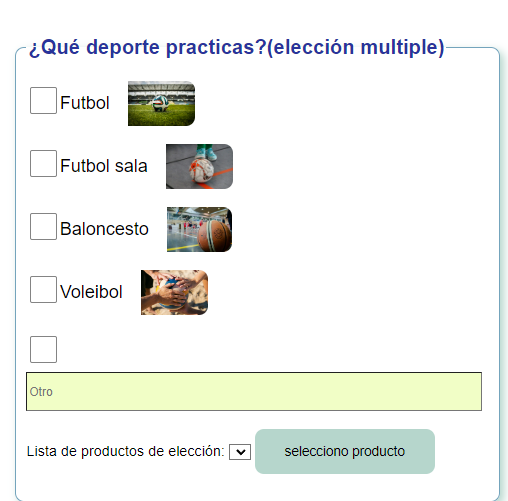 ¿Qué deporte practicas?(elección multiple)
Futbol
Futbol sala
Baloncesto
Voleibol
Otro
Lista de productos de elección: selecciono producto